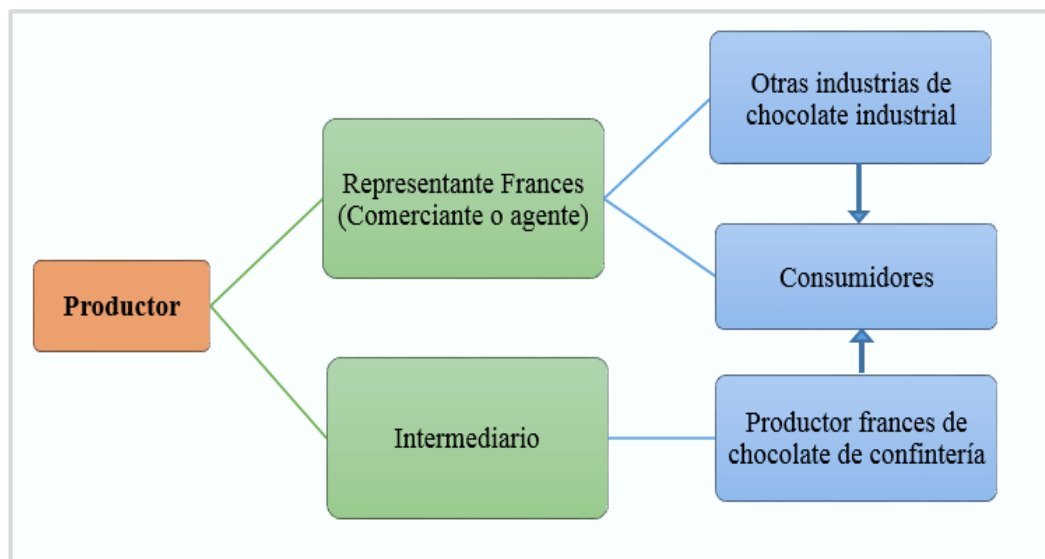 Productor
Representante Frances
(Comerciante o agente)
Intermediario
Otras industrias de
chocolate industrial
Consumidores
Productor frances de
chocolate de confintería